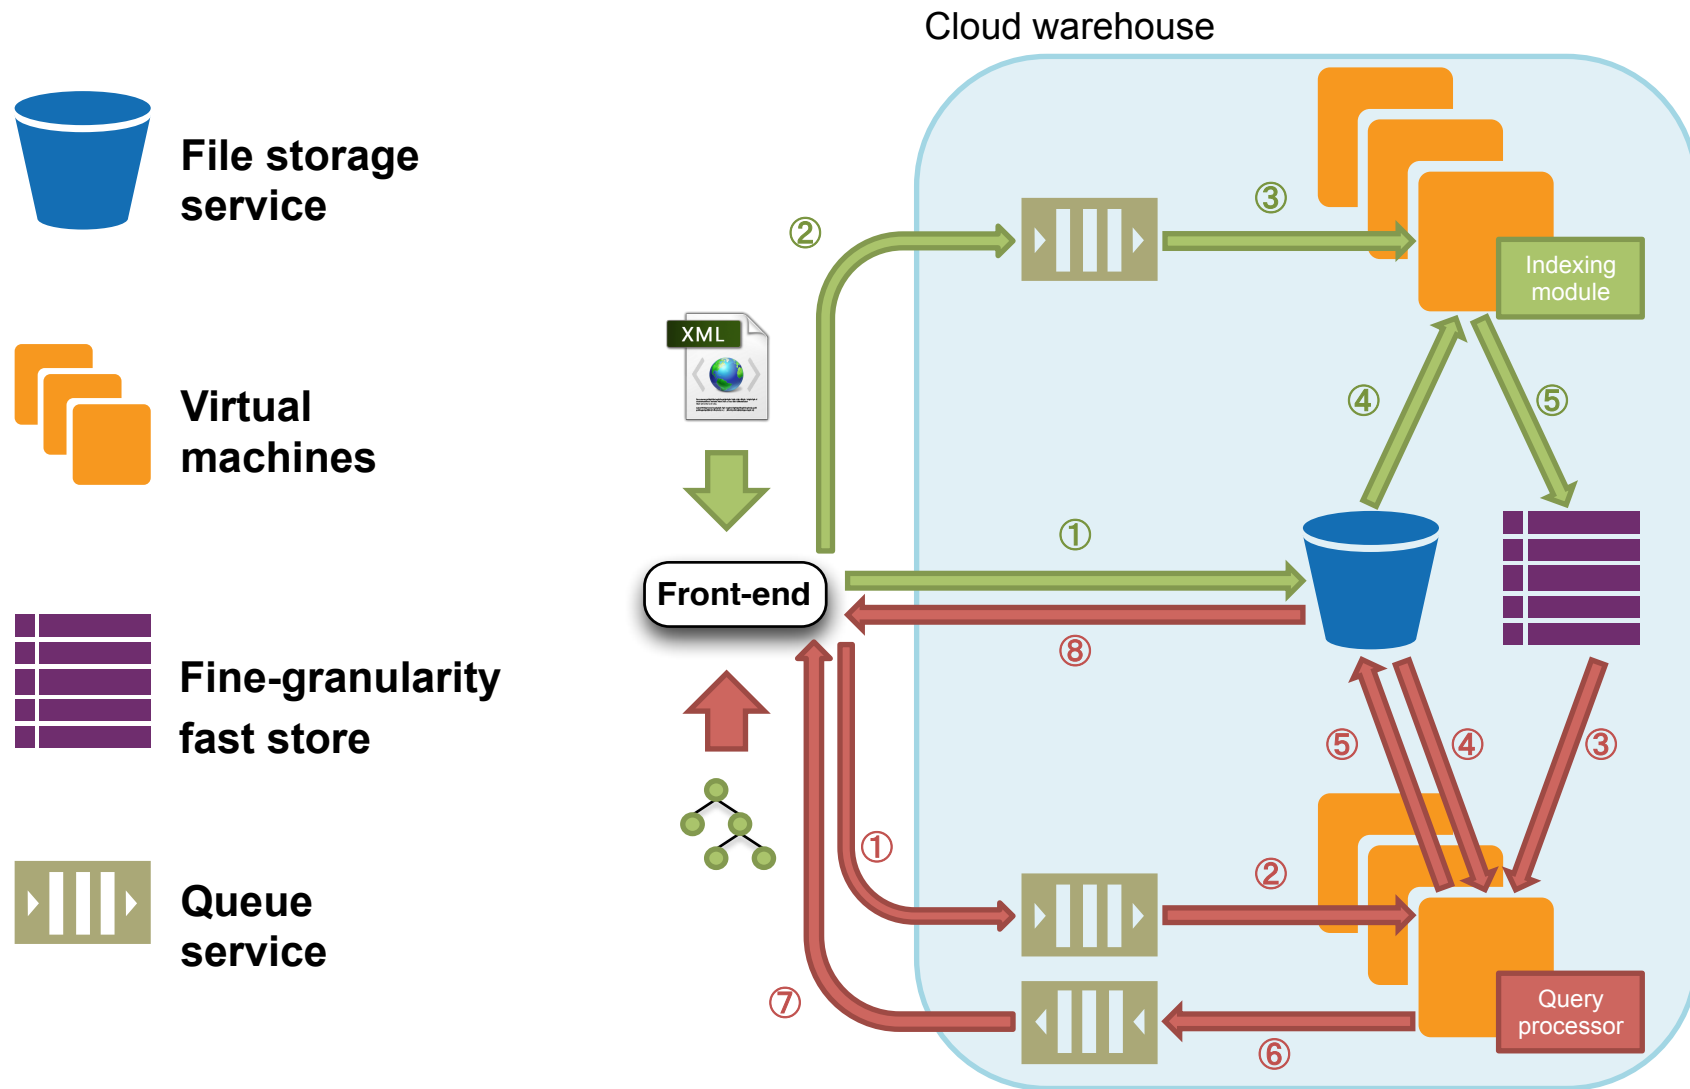 Cloud warehouse
File storage
service
Virtual
machines
Fine-granularity
fast store
Queue
service
②
③
Indexing
module
XML
④
⑤
①
Front-end
⑧
⑤
④
③
①
②
⑦
⑥
Query
processor